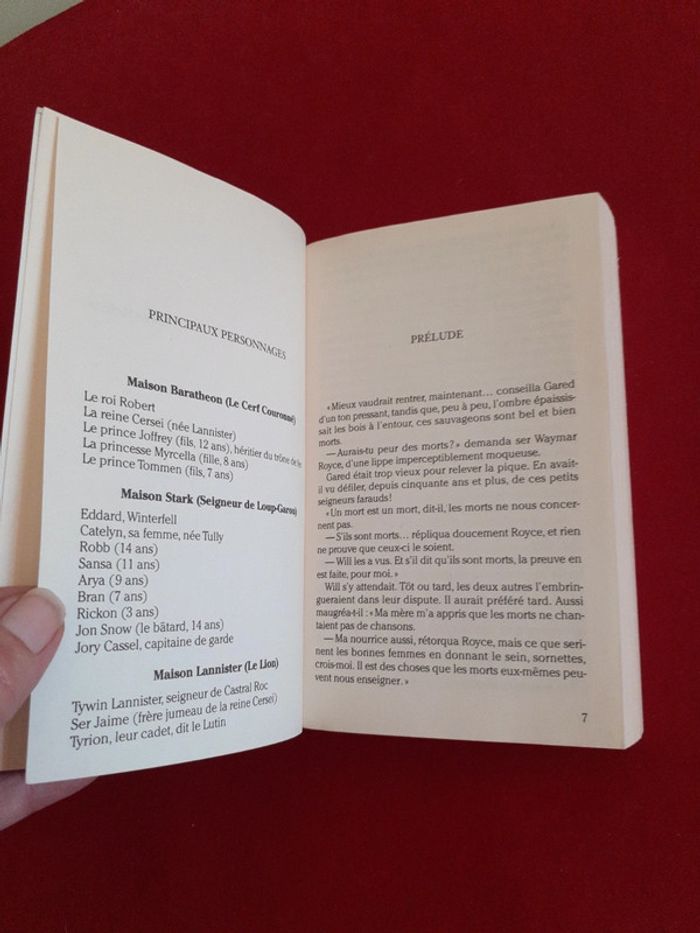 PRINCIPAUX PERSONNAGES
Maison Baratheon (Le Cerf Couronné)
Le roi Robert
La reine Cersei (née Lannister)
Le prince Joffrey (fils, 12 ans), héritier du trône de fer
La princesse Myrcella (fille, 8 ans)
Le prince Tommen (fils, 7 ans)
Maison Stark (Seigneur de Loup-Garou)
Eddard, Winterfell
Catelyn, sa femme, née Tully
Robb (14 ans)
Sansa (11 ans)
Arya (9 ans)
Bran (7 ans)
Rickon (3 ans)
Jon Snow (le bâtard, 14 ans)
Jory Cassel, capitaine de garde
Maison Lannister (Le Lion)
Tywin Lannister, seigneur de Castral Roc
Ser Jaime (frère jumeau de la reine Cersei)
Tyrion, leur cadet, dit le Lutin
PRÉLUDE
« Mieux vaudrait rentrer, maintenant… conseilla Gared
d'un ton pressant, tandis que, peu à peu, l'ombre épaissis-
sait les bois à l'entour, ces sauvageons sont bel et bien
morts.
— Aurais-tu peur des morts? » demanda ser Waymar
Royce, d'une lippe imperceptiblement moqueuse.
Gared était trop vieux pour relever la pique. En avait-
il vu défiler, depuis cinquante ans et plus, de ces petits
seigneurs farauds!
« Un mort est un mort, dit-il, les morts ne nous concer-
nent pas.
— S'ils sont morts… répliqua doucement Royce, et rien
ne prouve que ceux-ci le soient.
— Will les a vus. Et s'il dit qu'ils sont morts, la preuve en
est faite, pour moi. »
Will s'y attendait. Tôt ou tard, les deux autres l'embrin-
gueraient dans leur dispute. Il aurait préféré tard. Aussi
maugréa-t-il : « Ma mère m'a appris que les morts ne chan-
taient pas de chansons.
— Ma nourrice aussi, rétorqua Royce, mais ce que seri-
nent les bonnes femmes en donnant le sein, sornettes,
crois-moi. Il est des choses que les morts eux-mêmes peu-
vent nous enseigner. »
7